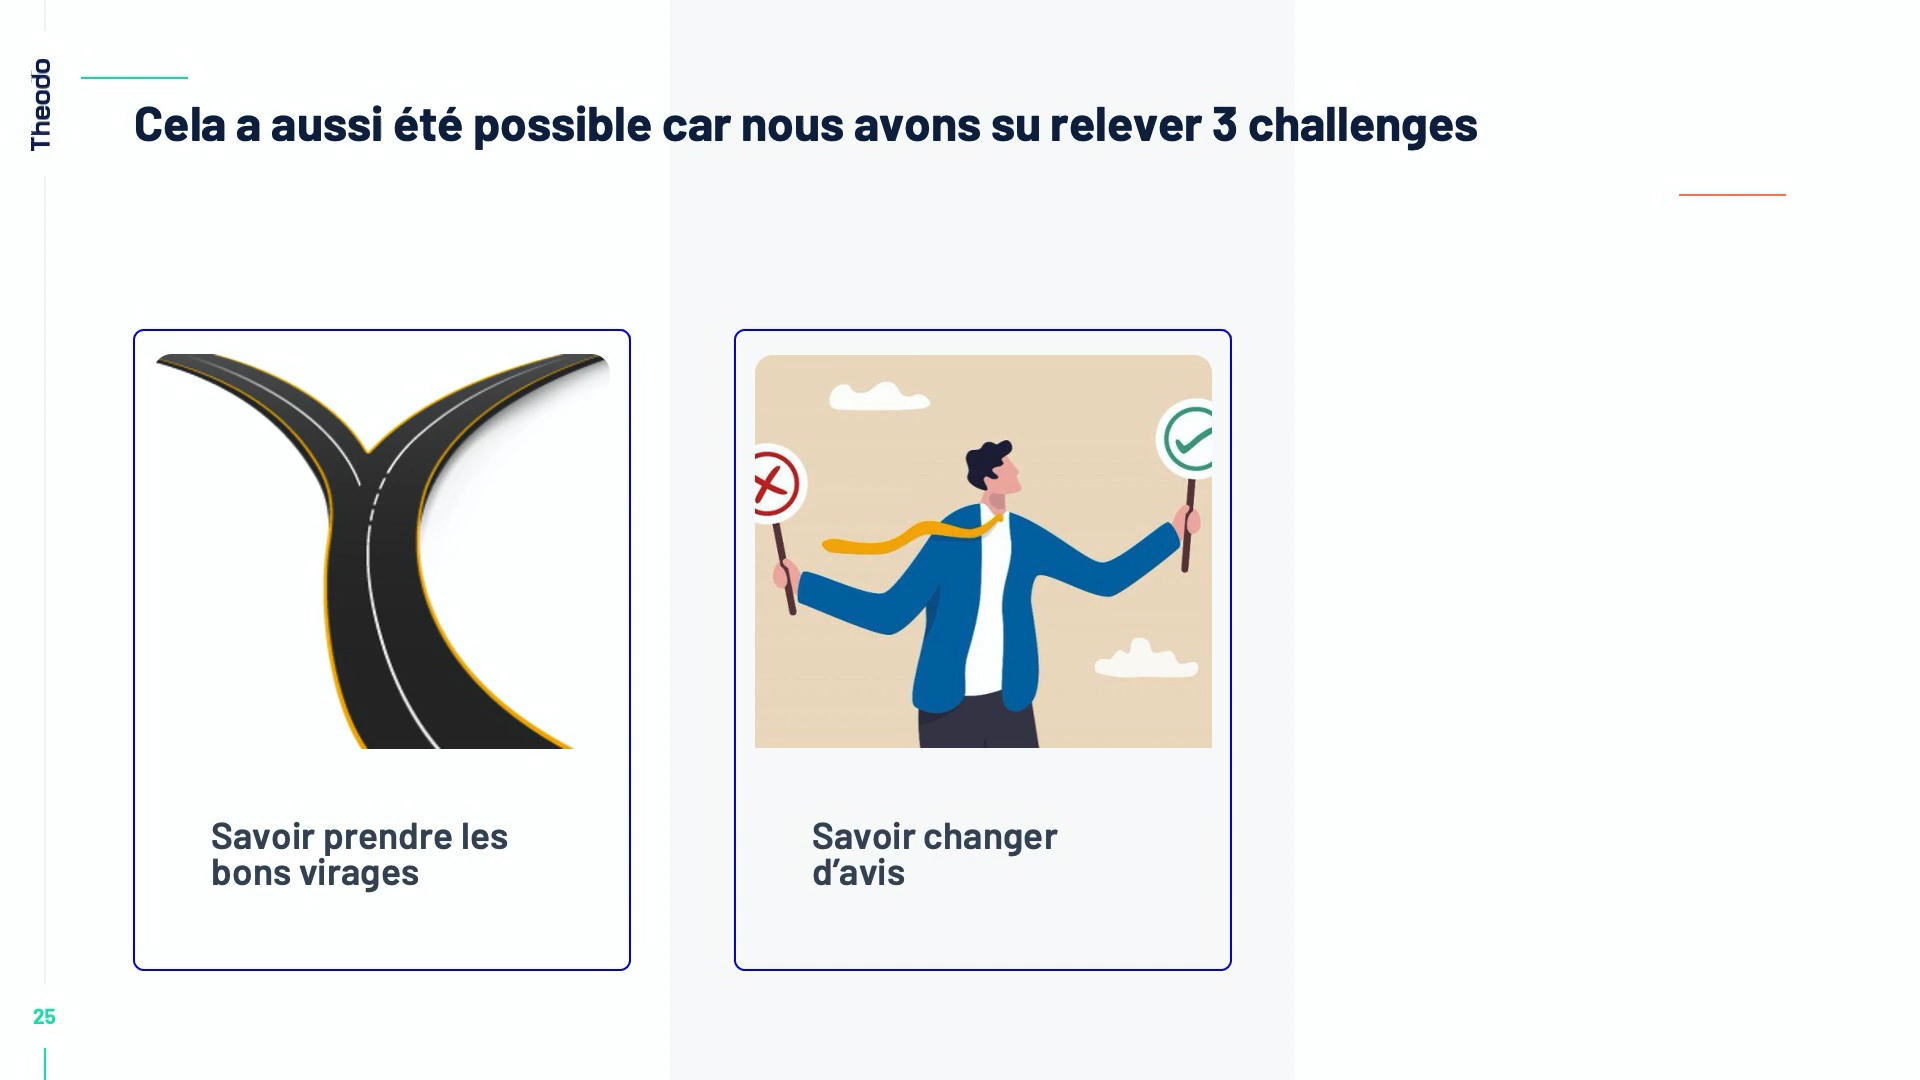 Theodo
Cela a aussi été possible car nous avons su relever 3 challenges
Savoir prendre les
bons virages
Savoir changer
d’avis
25